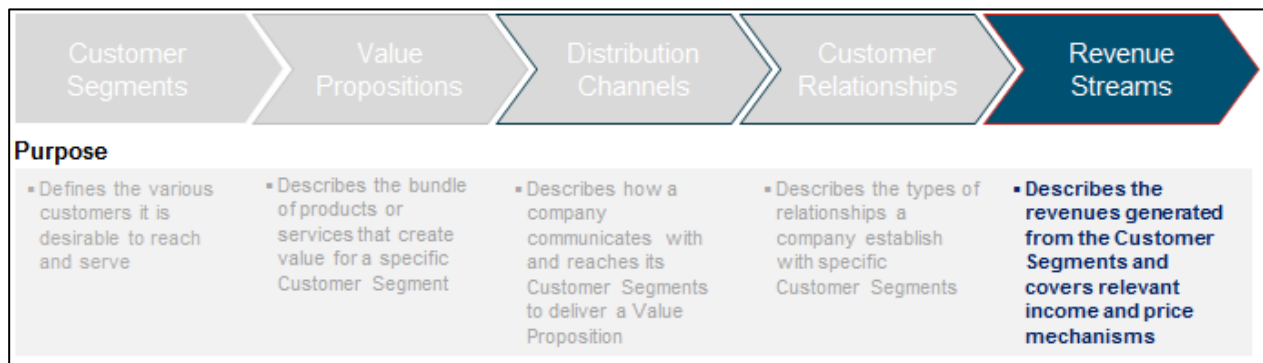 Customer
Segments
Value
Propositions
Distribution
Channels
Customer
Relationships
Revenue
Streams
Purpose
▪ Defines the various
customers it is
desirable to reach
and serve
▪ Describes the bundle
of products or
services that create
value for a specific
Customer Segment
▪ Describes how a
company
communicates with
and reaches its
Customer Segments
to deliver a Value
Proposition
▪ Describes the types of
relationships a
company establish
with specific
Customer Segments
▪ Describes the
revenues generated
from the Customer
Segments and
covers relevant
income and price
mechanisms